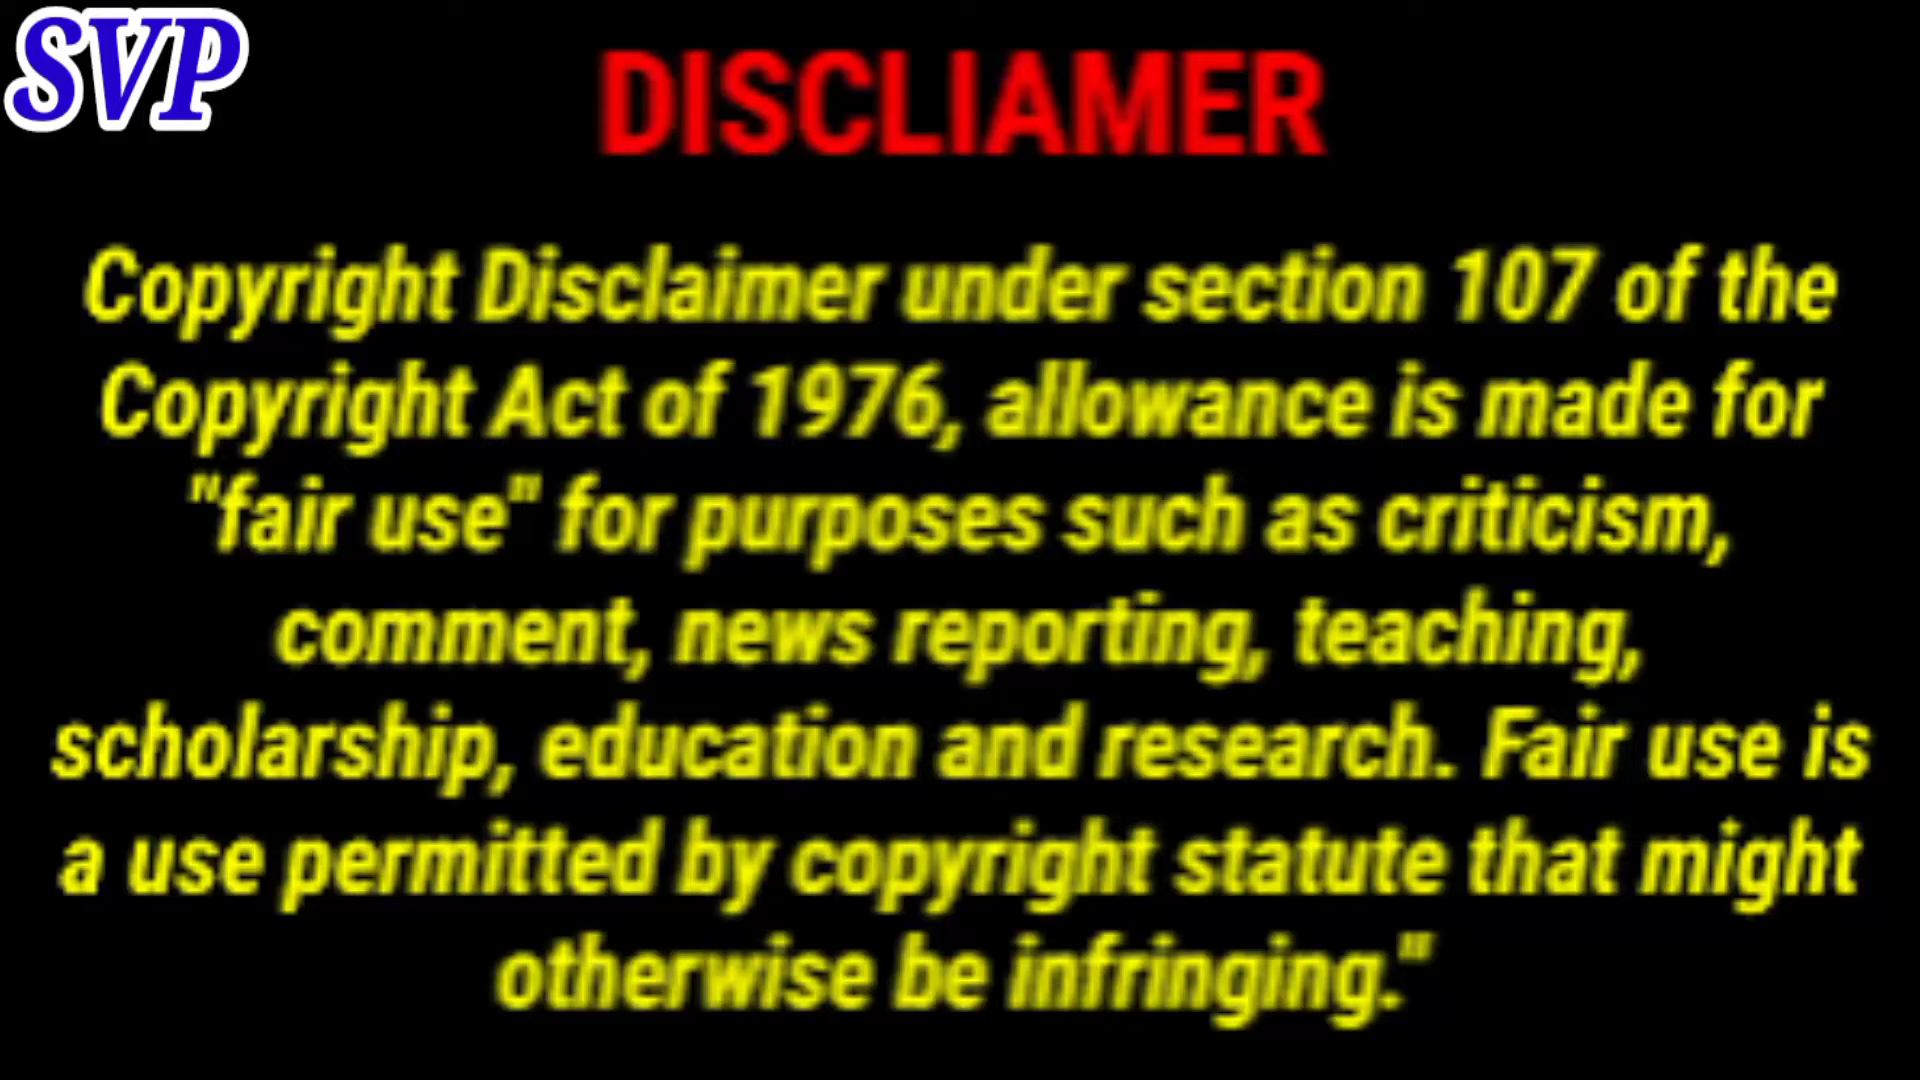 SVP
DISCLIAMER
Copyright Disclaimer under section 107 of the
Copyright Act of 1976, allowance is made for
"fair use" for purposes such as criticism,
comment, news reporting, teaching,
scholarship, education and research. Fair use is
a use permitted by copyright statute that might
otherwise be infringing."